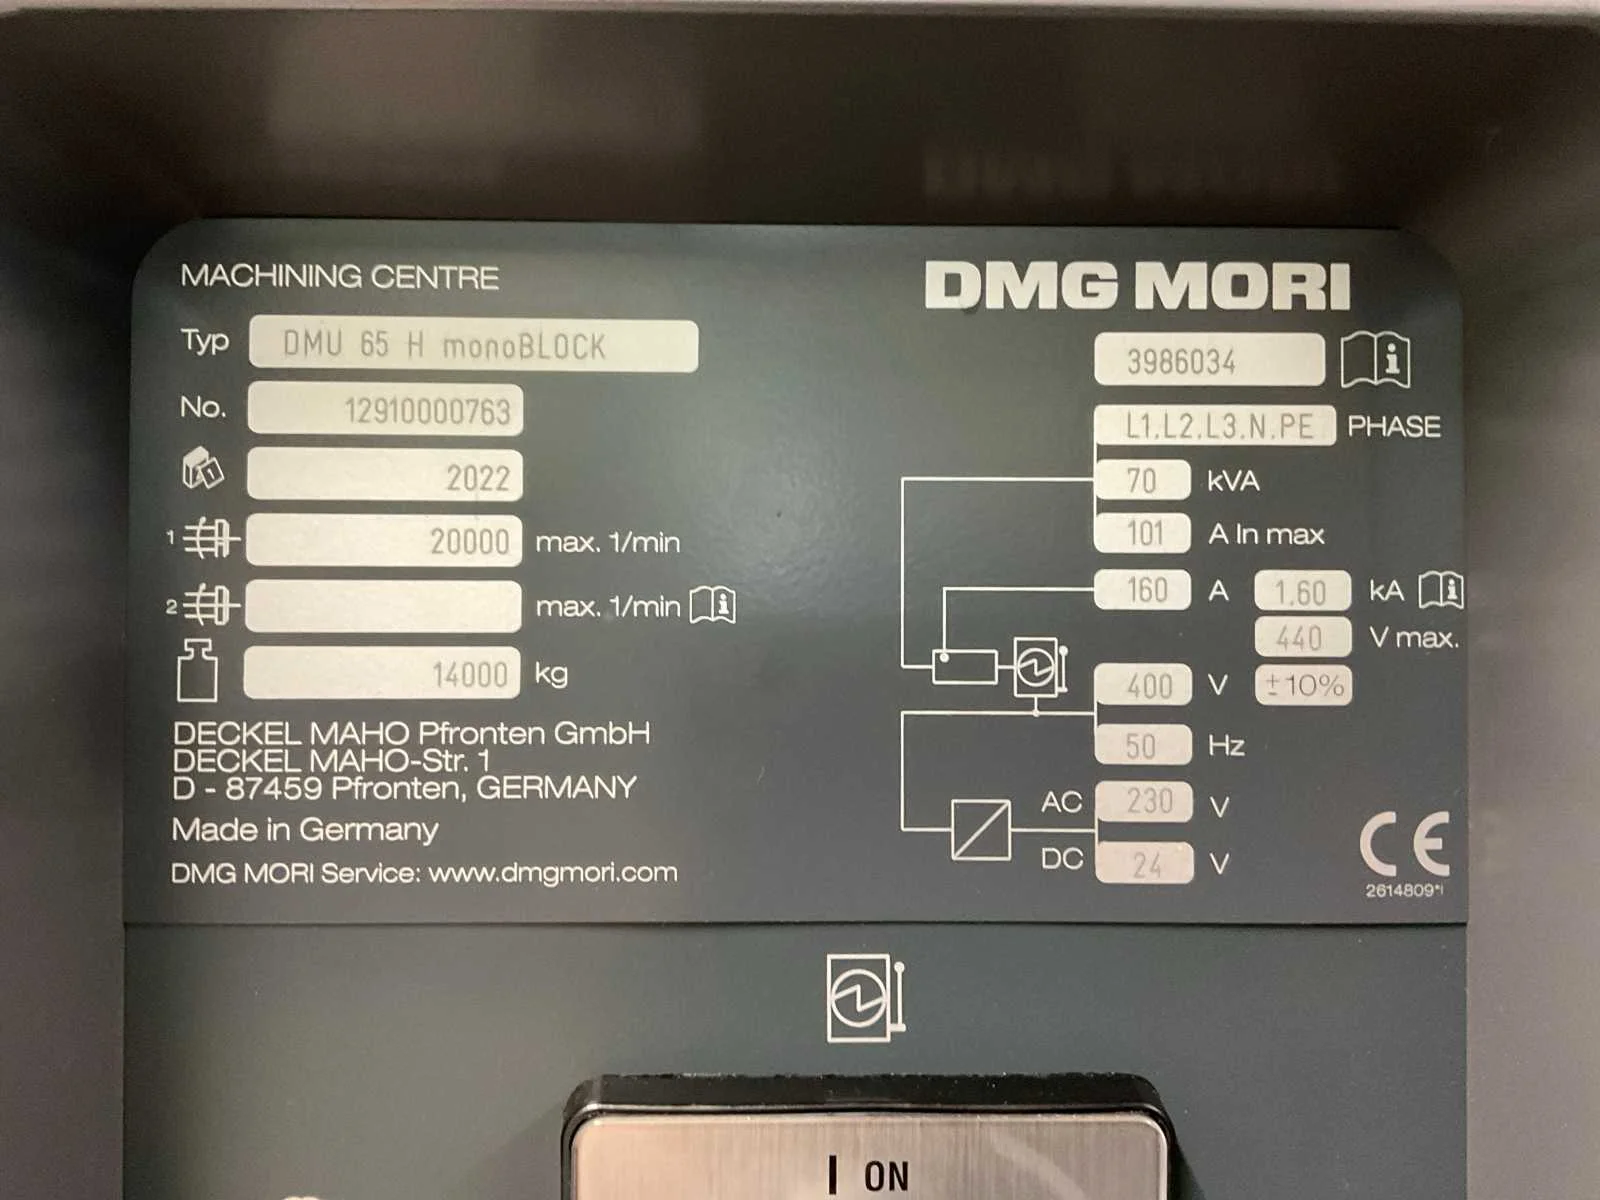 MACHINING CENTRE
DMG MORI
Typ DMU 65 H monoBLOCK
No. 12910000763
2022
1 20000 max. 1/min
2 max. 1/min
14000 kg
DECKEL MAHO Pfronten GmbH
DECKEL MAHO-Str. 1
D - 87459 Pfronten, GERMANY
Made in Germany
DMG MORI Service: www.dmgmori.com
3986034
L1.L2.L3.N.PE PHASE
70 kVA
101 A In max
160 A 1.60 kA
440 V max.
400 V ±10%
50 Hz
AC 230 V
DC 24 V
CE
2614809*I
I ON